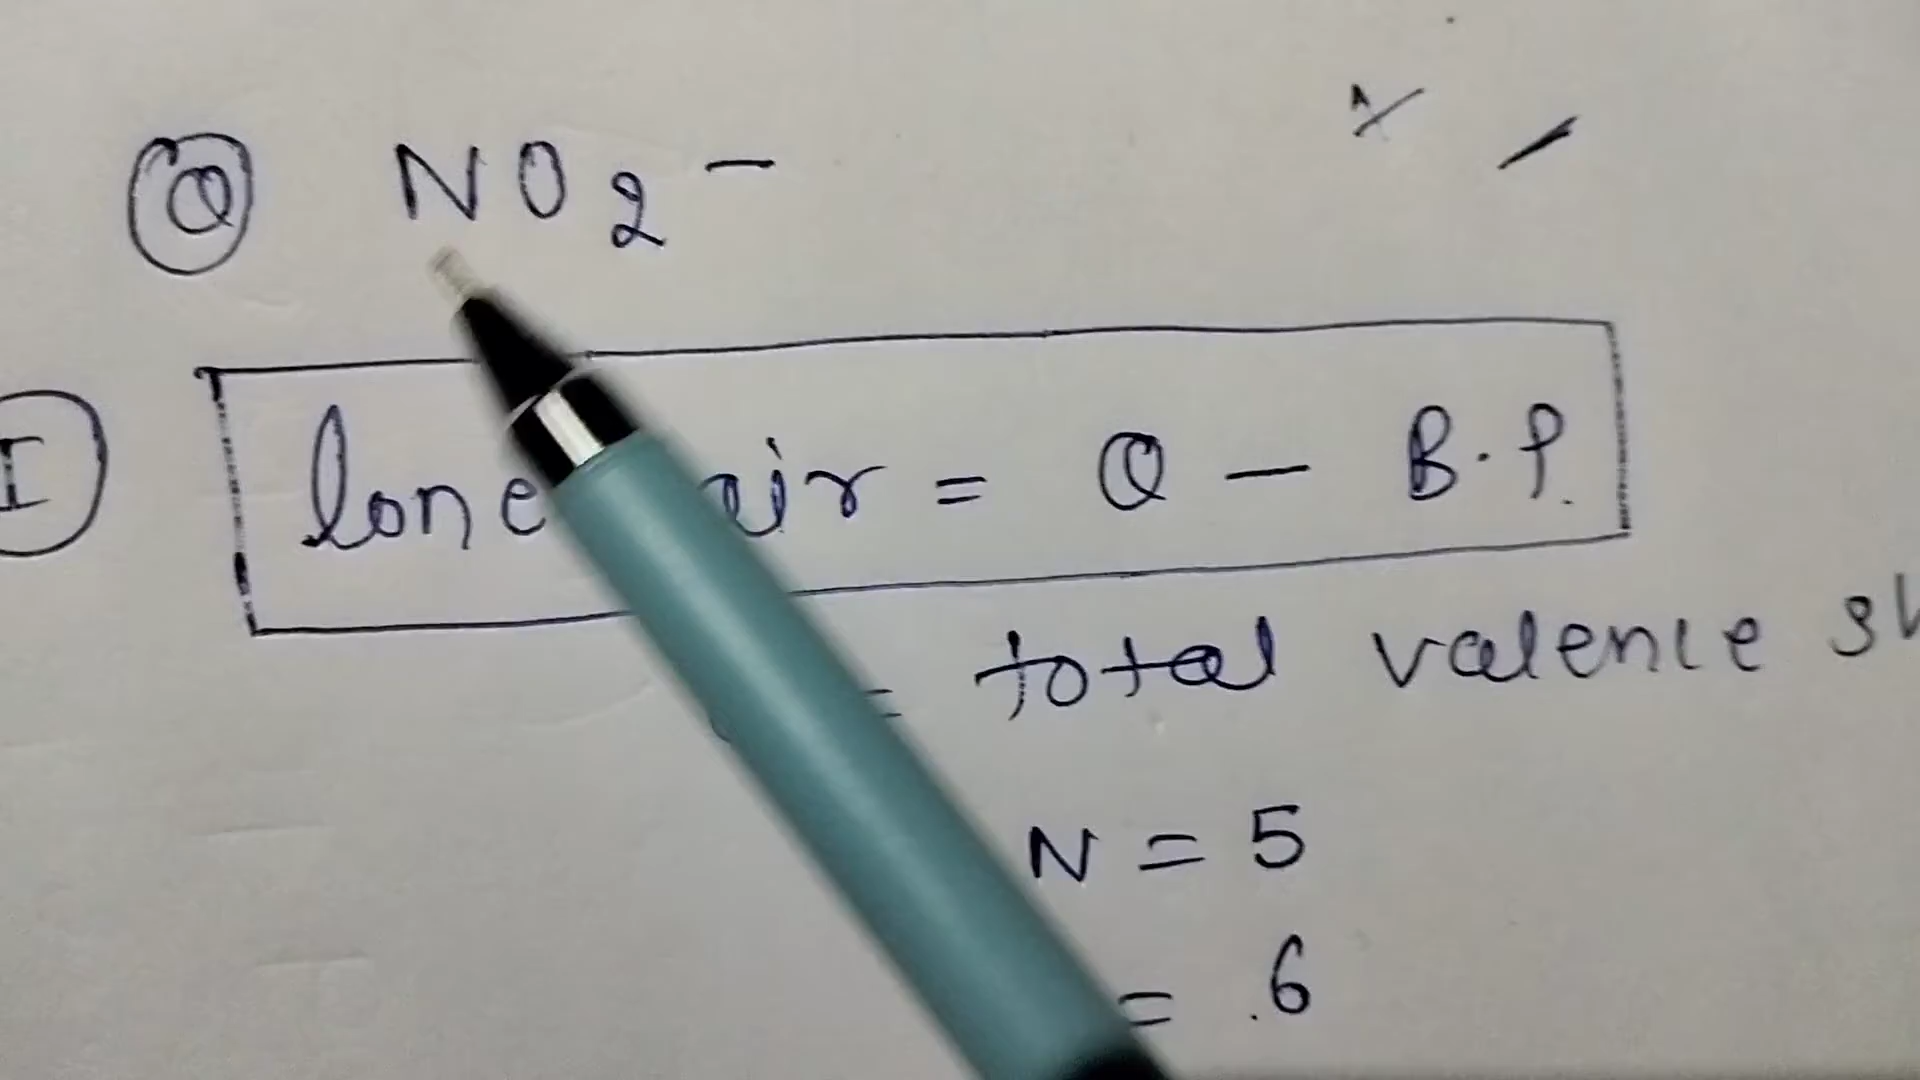 Q NO2-
I lone air = Q - B.P.
= total valence
N = 5
= 6